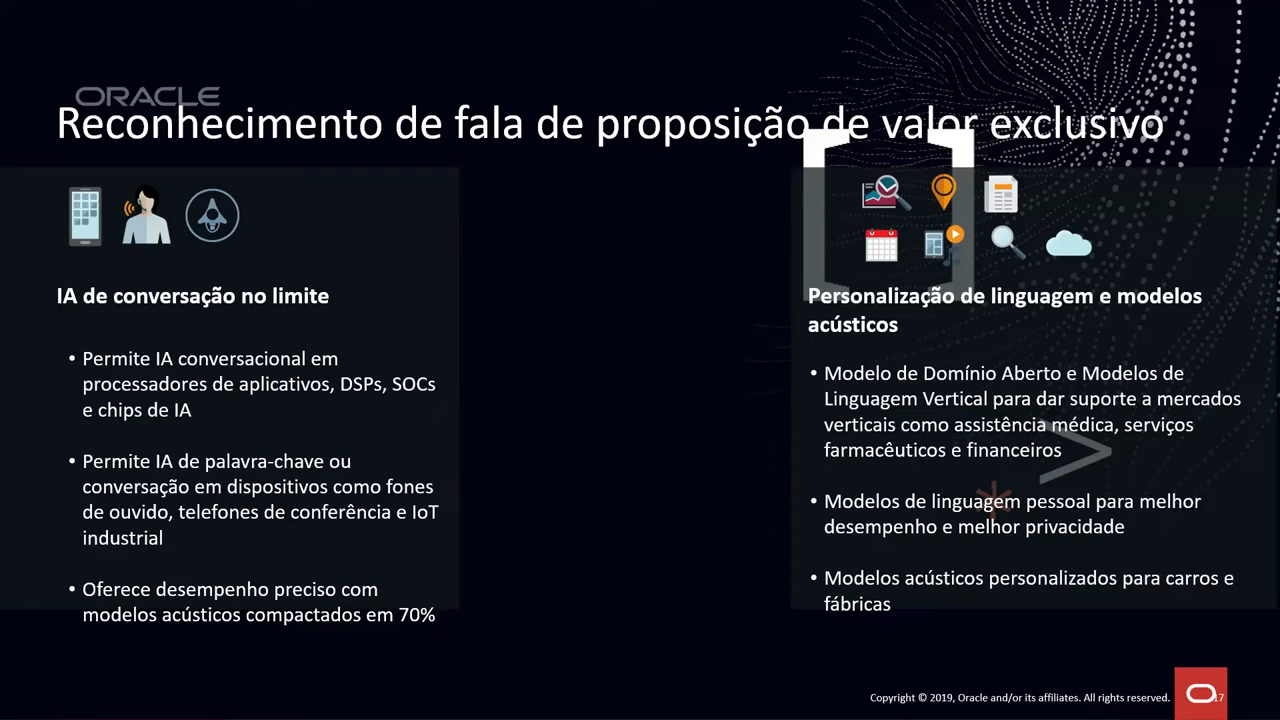 ORACLE
Reconhecimento de fala de proposição de valor exclusivo
IA de conversação no limite
• Permite IA conversacional em
processadores de aplicativos, DSPs, SOCs
e chips de IA
• Permite IA de palavra-chave ou
conversação em dispositivos como fones
de ouvido, telefones de conferência e IoT
industrial
• Oferece desempenho preciso com
modelos acústicos compactados em 70%
Personalização de linguagem e modelos
acústicos
• Modelo de Domínio Aberto e Modelos de
Linguagem Vertical para dar suporte a mercados
verticais como assistência médica, serviços
farmacêuticos e financeiros
• Modelos de linguagem pessoal para melhor
desempenho e melhor privacidade
• Modelos acústicos personalizados para carros e
fábricas
Copyright © 2019, Oracle and/or its affiliates. All rights reserved.
17